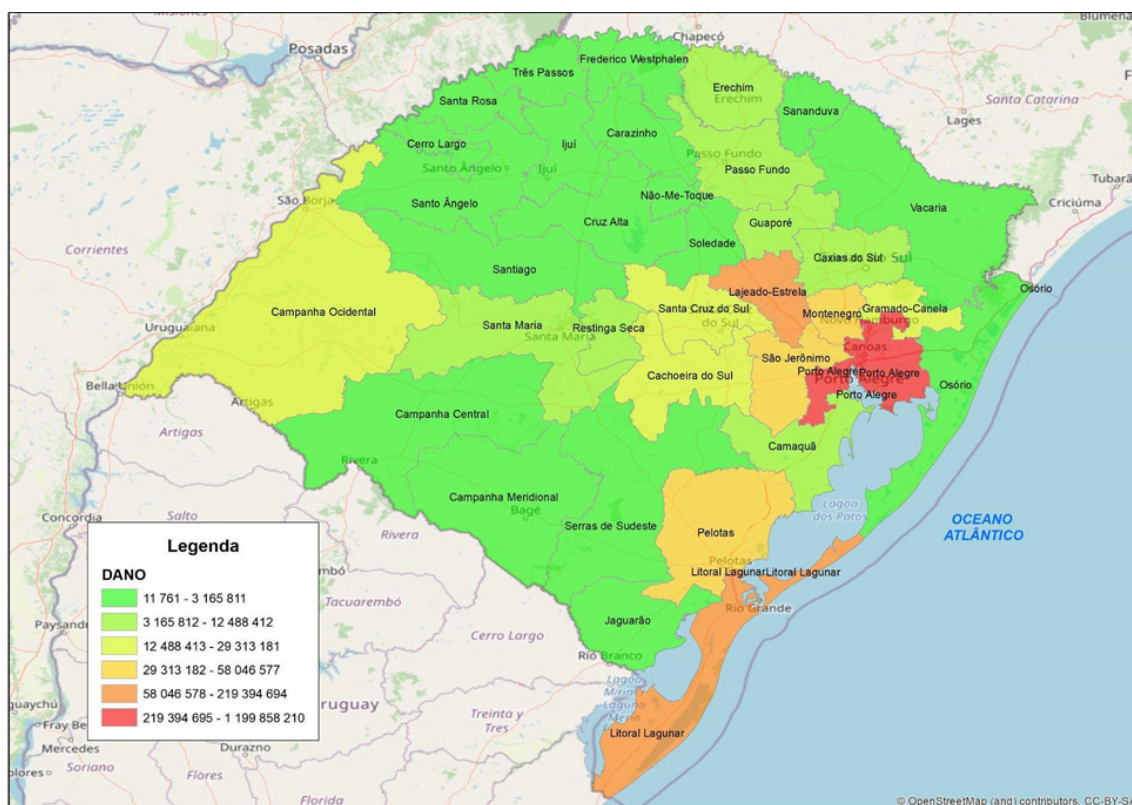 Posadas
Chapecó
Blumenau
Frederico Westphalen
Três Passos
Erechim
Erechim
Santa Catarina
Santa Rosa
Sananduva
Lages
Carazinho
Cerro Largo
Ijuí
Passo Fundo
Santo Ângelo
Ijuí
Passo Fundo
Tubarão
Não-Me-Toque
São Borja
Santo Ângelo
Vacaria
Criciúma
Cruz Alta
Guaporé
Corrientes
Soledade
Caxias do Sul
Santiago
Osório
Lajeado-Estrela
Campanha Ocidental
Santa Cruz do Sul
Montenegro
Gramado-Canela
Novo Hamburgo
Uruguaiana
Santa Maria
Restinga Seca
Santa Maria
Canoas
São Jerônimo
Porto Alegre
Porto Alegre
Porto Alegre
Bella Unión
Cachoeira do Sul
Osório
Porto Alegre
Artigas
Campanha Central
Artigas
Camaquã
Rivera
Campanha Meridional
Lagoa
dos Patos
Bagé
Concordia
Salto
OCEANO
ATLÂNTICO
Serras de Sudeste
Pelotas
Rivera
Pelotas
Litoral Lagunar
Litoral Lagunar
Tacuarembó
Rio Grande
Jaguarão
Paysandú
Cerro Largo
Río Branco
Lagoa
Mirim
Laguna
Merín
Treinta y
Tres
Litoral Lagunar
Mercedes
Durazno
Soriano
Flores
Florida
Legenda
DANO
11 761 - 3 165 811
3 165 812 - 12 488 412
12 488 413 - 29 313 181
29 313 182 - 58 046 577
58 046 578 - 219 394 694
219 394 695 - 1 199 858 210
© OpenStreetMap (and) contributors, CC-BY-SA